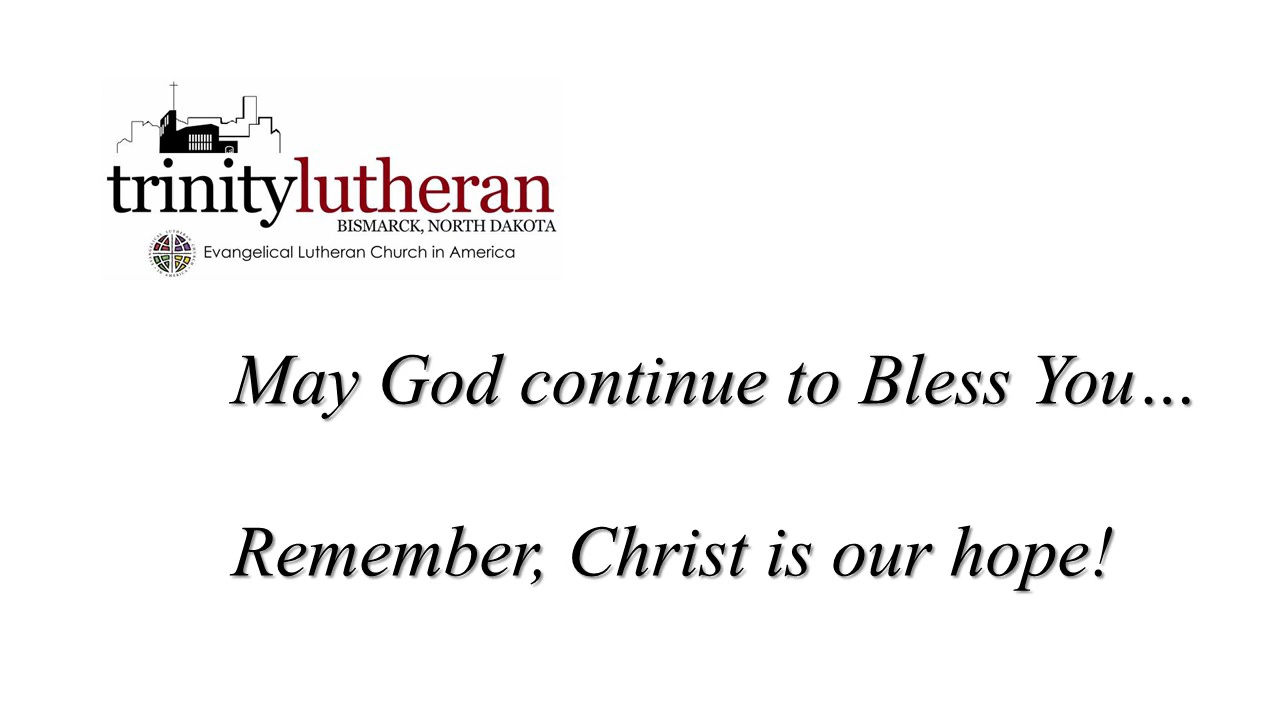 trinitylutheran
BISMARCK, NORTH DAKOTA
Evangelical Lutheran Church in America
May God continue to Bless You…
Remember, Christ is our hope!